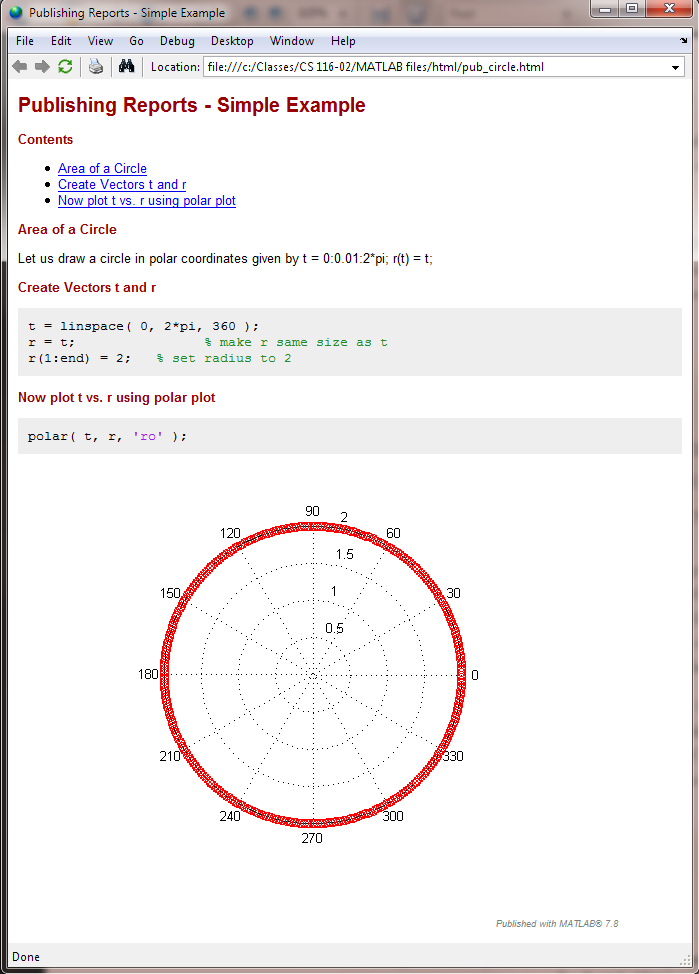 Publishing Reports - Simple Example
File Edit View Go Debug Desktop Window Help
Location: file:///c:/Classes/CS 116-02/MATLAB files/html/pub_circle.html
Publishing Reports - Simple Example
Contents
Area of a Circle
Create Vectors t and r
Now plot t vs. r using polar plot
Area of a Circle
Let us draw a circle in polar coordinates given by t = 0:0.01:2*pi; r(t) = t;
Create Vectors t and r
t = linspace( 0, 2*pi, 360 );
r = t; % make r same size as t
r(1:end) = 2; % set radius to 2
Now plot t vs. r using polar plot
polar( t, r, 'ro' );
90
2
120
60
1.5
150
1
30
0.5
180
0
210
330
240
300
270
Published with MATLAB® 7.8
Done